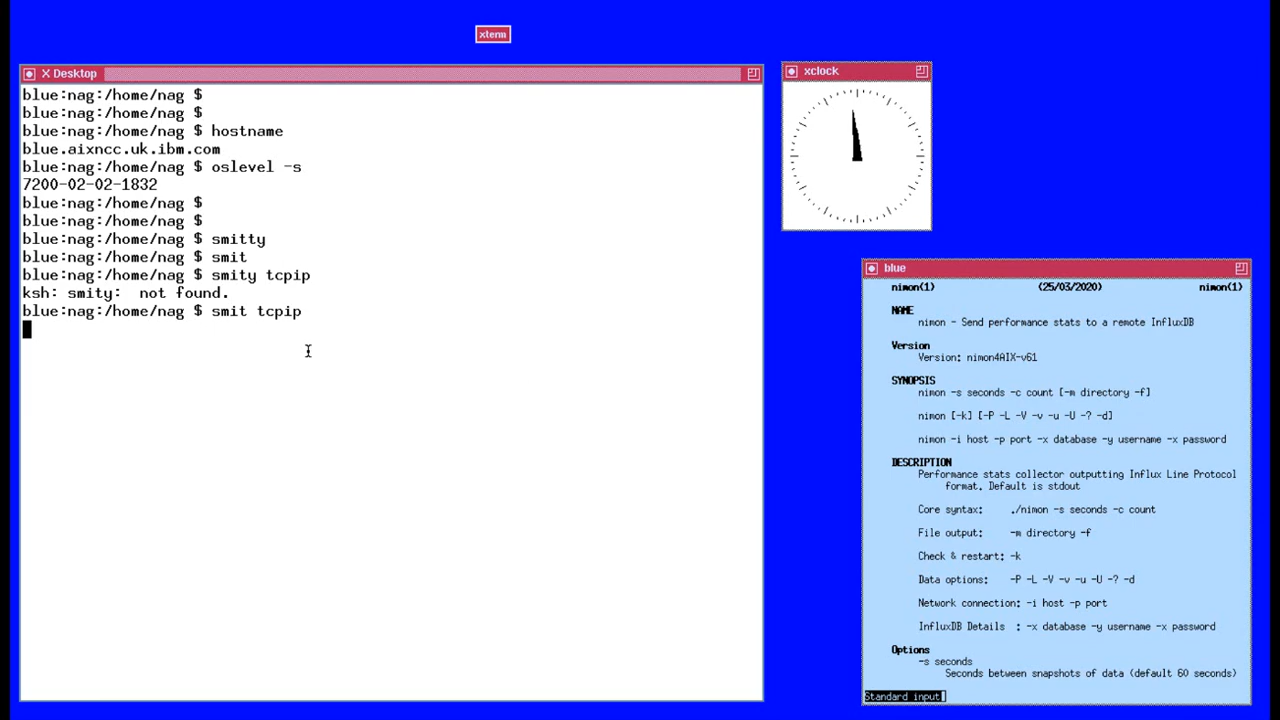 xterm
X Desktop
blue:nag:/home/nag $
blue:nag:/home/nag $
blue:nag:/home/nag $ hostname
blue.aixncc.uk.ibm.com
blue:nag:/home/nag $ oslevel -s
7200-02-02-1832
blue:nag:/home/nag $
blue:nag:/home/nag $
blue:nag:/home/nag $ smitty
blue:nag:/home/nag $ smit
blue:nag:/home/nag $ smity tcpip
ksh: smity:  not found.
blue:nag:/home/nag $ smit tcpip
xclock
blue
nimon(1) (25/03/2020) nimon(1)
NAME
nimon - Send performance stats to a remote InfluxDB
Version
Version: nimon4AIX-v61
SYNOPSIS
nimon -s seconds -c count [-m directory -f]
nimon [-k] [-P -L -V -v -u -U -? -d]
nimon -i host -p port -x database -y username -x password
DESCRIPTION
Performance stats collector outputting Influx Line Protocol
format. Default is stdout
Core syntax: ./nimon -s seconds -c count
File output: -m directory -f
Check & restart: -k
Data options: -P -L -V -v -u -U -? -d
Network connection: -i host -p port
InfluxDB Details : -x database -y username -x password
Options
-s seconds
Seconds between snapshots of data (default 60 seconds)
Standard input